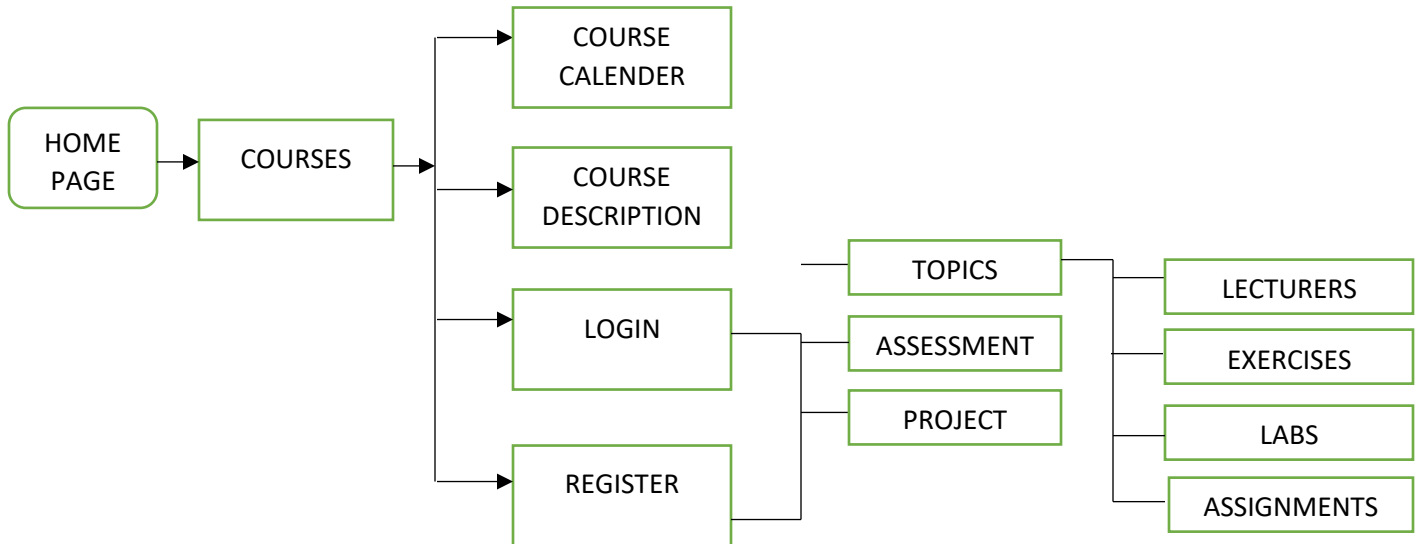 HOME
PAGE
COURSES
COURSE
CALENDER
COURSE
DESCRIPTION
LOGIN
REGISTER
TOPICS
ASSESSMENT
PROJECT
LECTURERS
EXERCISES
LABS
ASSIGNMENTS